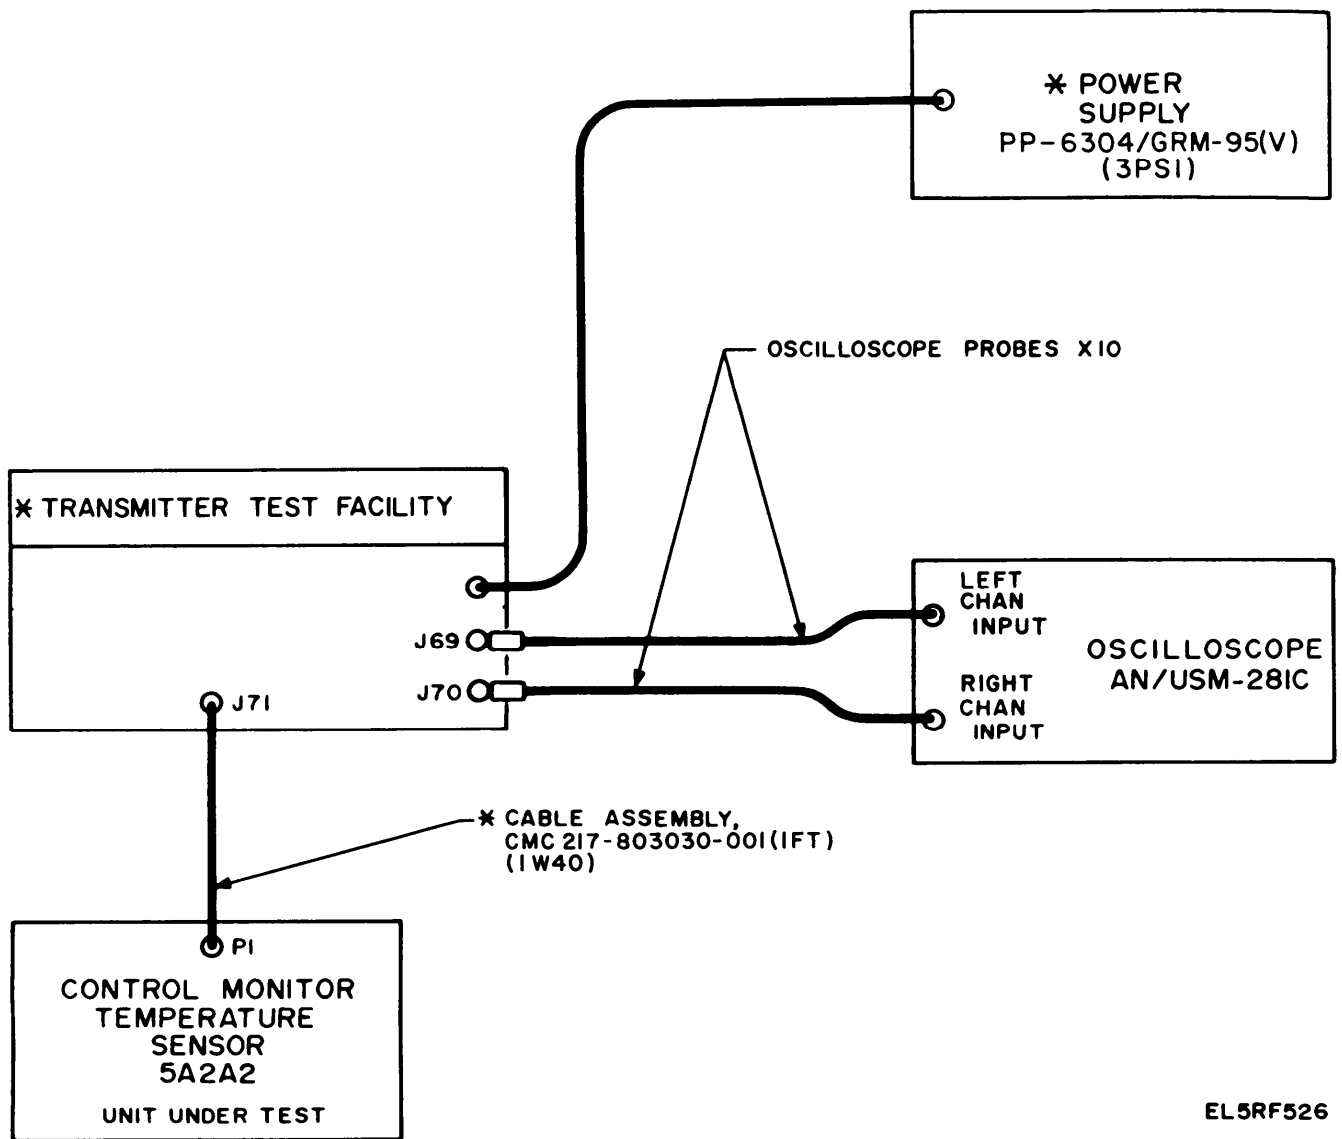 * POWER
SUPPLY
PP-6304/GRM-95(V)
(3PS1)
OSCILLOSCOPE PROBES X10
* TRANSMITTER TEST FACILITY
J69
J70
J71
LEFT
CHAN
INPUT
RIGHT
CHAN
INPUT
OSCILLOSCOPE
AN/USM-281C
* CABLE ASSEMBLY,
CMC 217-803030-001(1FT)
(1W40)
P1
CONTROL MONITOR
TEMPERATURE
SENSOR
5A2A2
UNIT UNDER TEST
EL5RF526